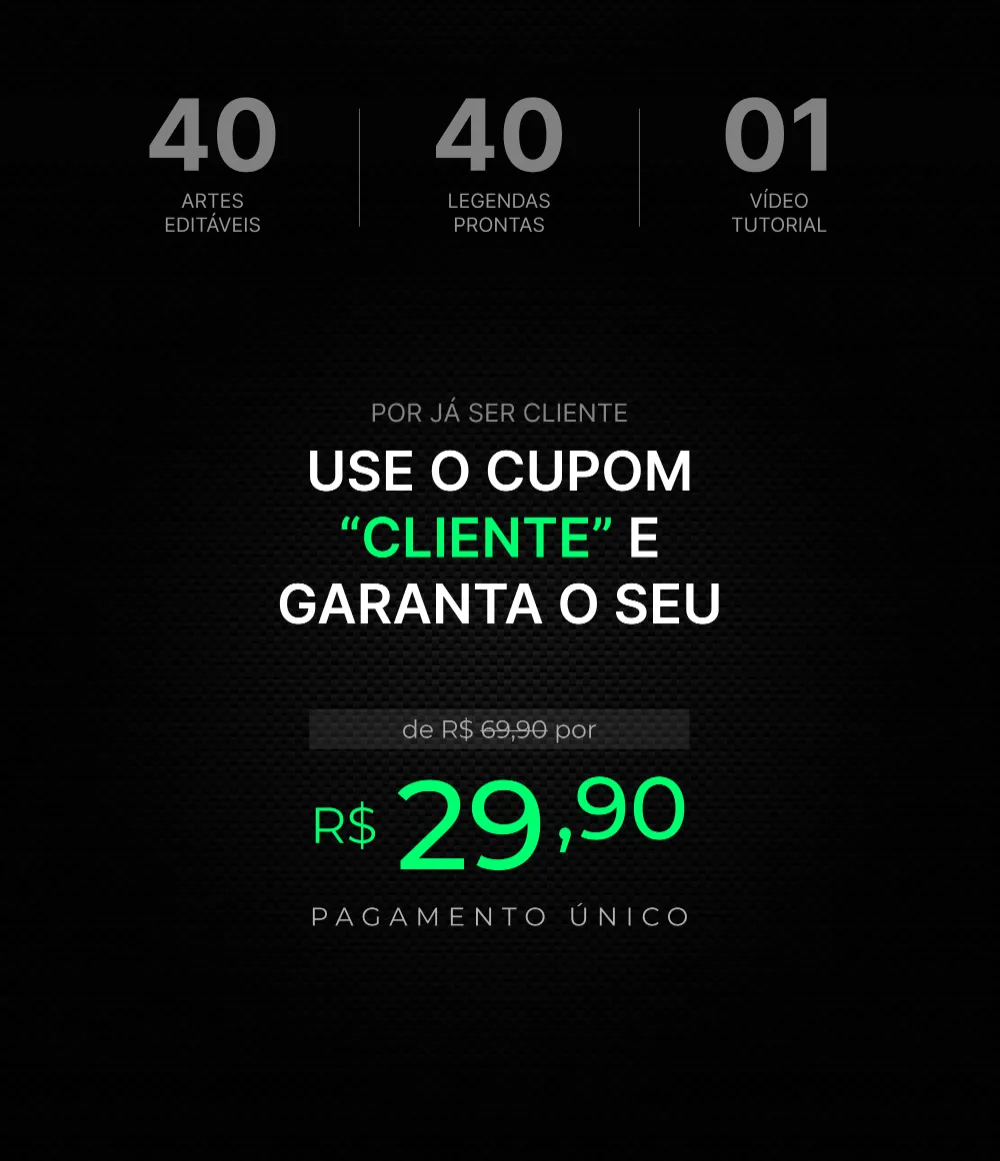 40
ARTES
EDITÁVEIS
40
LEGENDAS
PRONTAS
01
VÍDEO
TUTORIAL
POR JÁ SER CLIENTE
USE O CUPOM
“CLIENTE” E
GARANTA O SEU
de R$ 69,90 por
R$ 29,90
PAGAMENTO ÚNICO